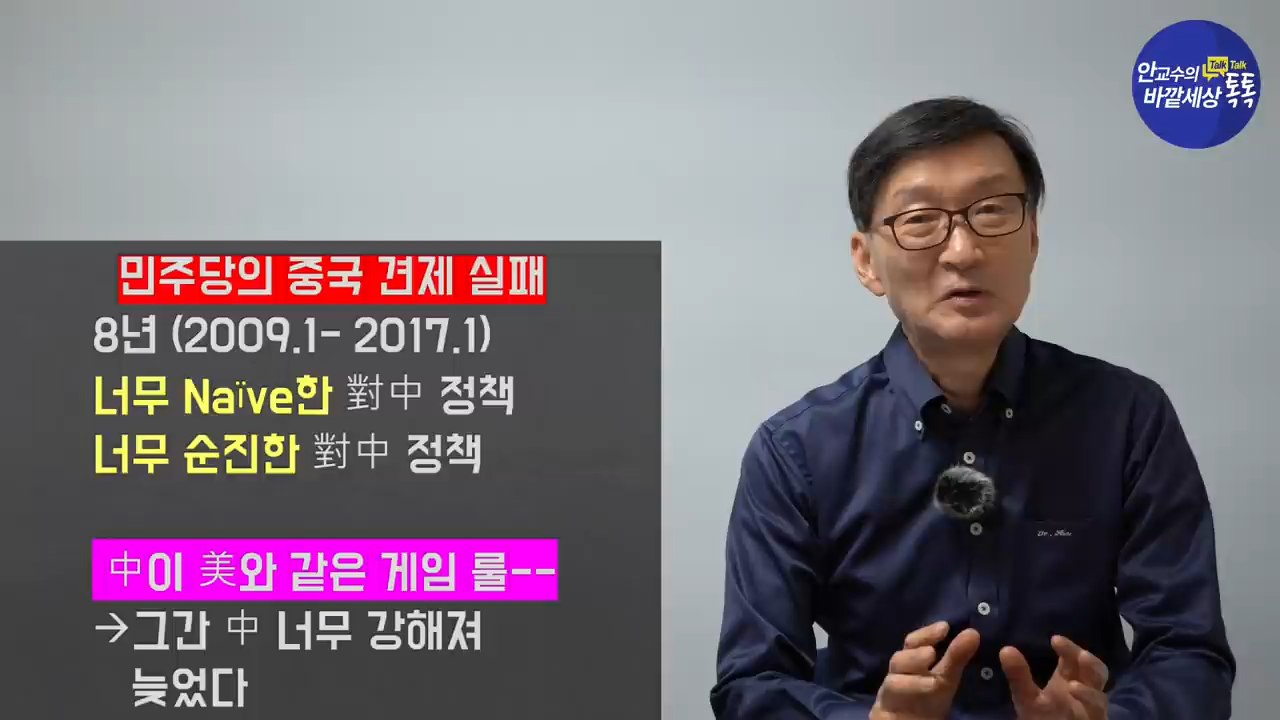 안교수의 Talk Talk
바깥세상 톡톡
민주당의 중국 견제 실패
8년 (2009.1- 2017.1)
너무 Naïve한 對中 정책
너무 순진한 對中 정책
中이 美와 같은 게임 룰--
→그간 中 너무 강해져
늦었다